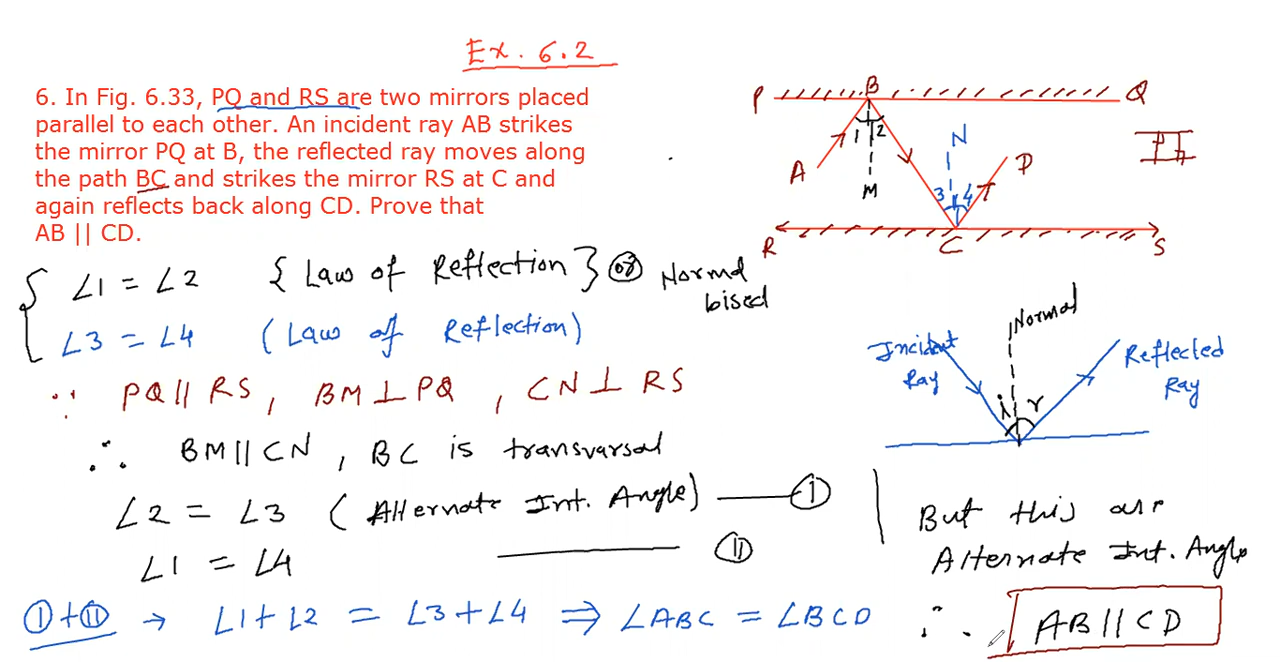 Ex. 6.2
6. In Fig. 6.33, PQ and RS are two mirrors placed
parallel to each other. An incident ray AB strikes
the mirror PQ at B, the reflected ray moves along
the path BC and strikes the mirror RS at C and
again reflects back along CD. Prove that
AB || CD.
P B Q
1 2
A M
N D
3 4
R C S
∠1 = ∠2 { Law of Reflection } or Normal
bised
∠3 = ∠4 (Law of Reflection)
∵ PQ || RS, BM ⊥ PQ, CN ⊥ RS
∴ BM || CN, BC is transversal
∠2 = ∠3 (Alternate Int. Angle) — I
∠1 = ∠4 — II
I + II → ∠1 + ∠2 = ∠3 + ∠4 ⇒ ∠ABC = ∠BCD
Normal
Incident
Ray
Reflected
Ray
i r
But this are
Alternate Int. Angle
∴ AB || CD